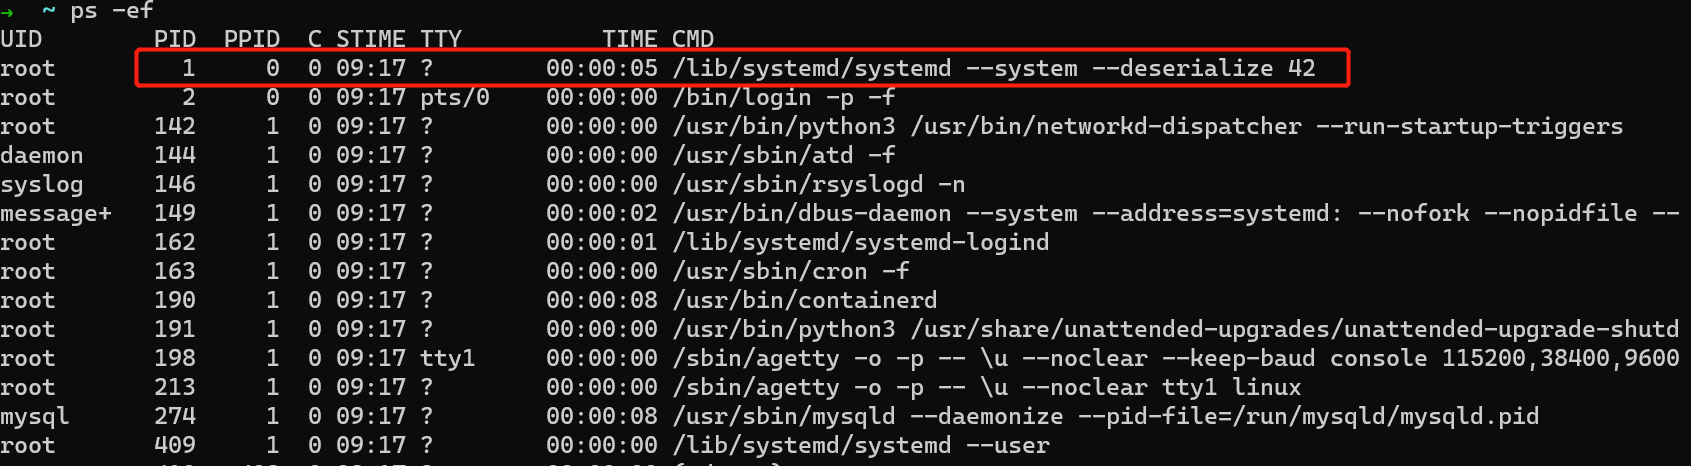 → ~ ps -ef
UID PID PPID C STIME TTY TIME CMD
root 1 0 0 09:17 ? 00:00:05 /lib/systemd/systemd --system --deserialize 42
root 2 0 0 09:17 pts/0 00:00:00 /bin/login -p -f
root 142 1 0 09:17 ? 00:00:00 /usr/bin/python3 /usr/bin/networkd-dispatcher --run-startup-triggers
daemon 144 1 0 09:17 ? 00:00:00 /usr/sbin/atd -f
syslog 146 1 0 09:17 ? 00:00:00 /usr/sbin/rsyslogd -n
message+ 149 1 0 09:17 ? 00:00:02 /usr/bin/dbus-daemon --system --address=systemd: --nofork --nopidfile --
root 162 1 0 09:17 ? 00:00:01 /lib/systemd/systemd-logind
root 163 1 0 09:17 ? 00:00:00 /usr/sbin/cron -f
root 190 1 0 09:17 ? 00:00:08 /usr/bin/containerd
root 191 1 0 09:17 ? 00:00:00 /usr/bin/python3 /usr/share/unattended-upgrades/unattended-upgrade-shutd
root 198 1 0 09:17 tty1 00:00:00 /sbin/agetty -o -p -- \u --noclear --keep-baud console 115200,38400,9600
root 213 1 0 09:17 ? 00:00:00 /sbin/agetty -o -p -- \u --noclear tty1 linux
mysql 274 1 0 09:17 ? 00:00:08 /usr/sbin/mysqld --daemonize --pid-file=/run/mysqld/mysqld.pid
root 409 1 0 09:17 ? 00:00:00 /lib/systemd/systemd --user